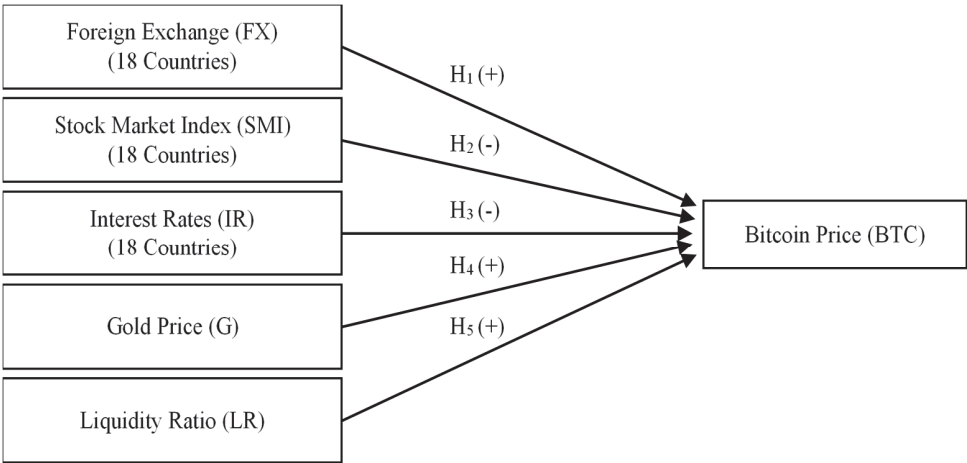 Foreign Exchange (FX)
(18 Countries)
H₁ (+)
Stock Market Index (SMI)
(18 Countries)
H₂ (-)
Interest Rates (IR)
(18 Countries)
H₃ (-)
Bitcoin Price (BTC)
H₄ (+)
Gold Price (G)
H₅ (+)
Liquidity Ratio (LR)